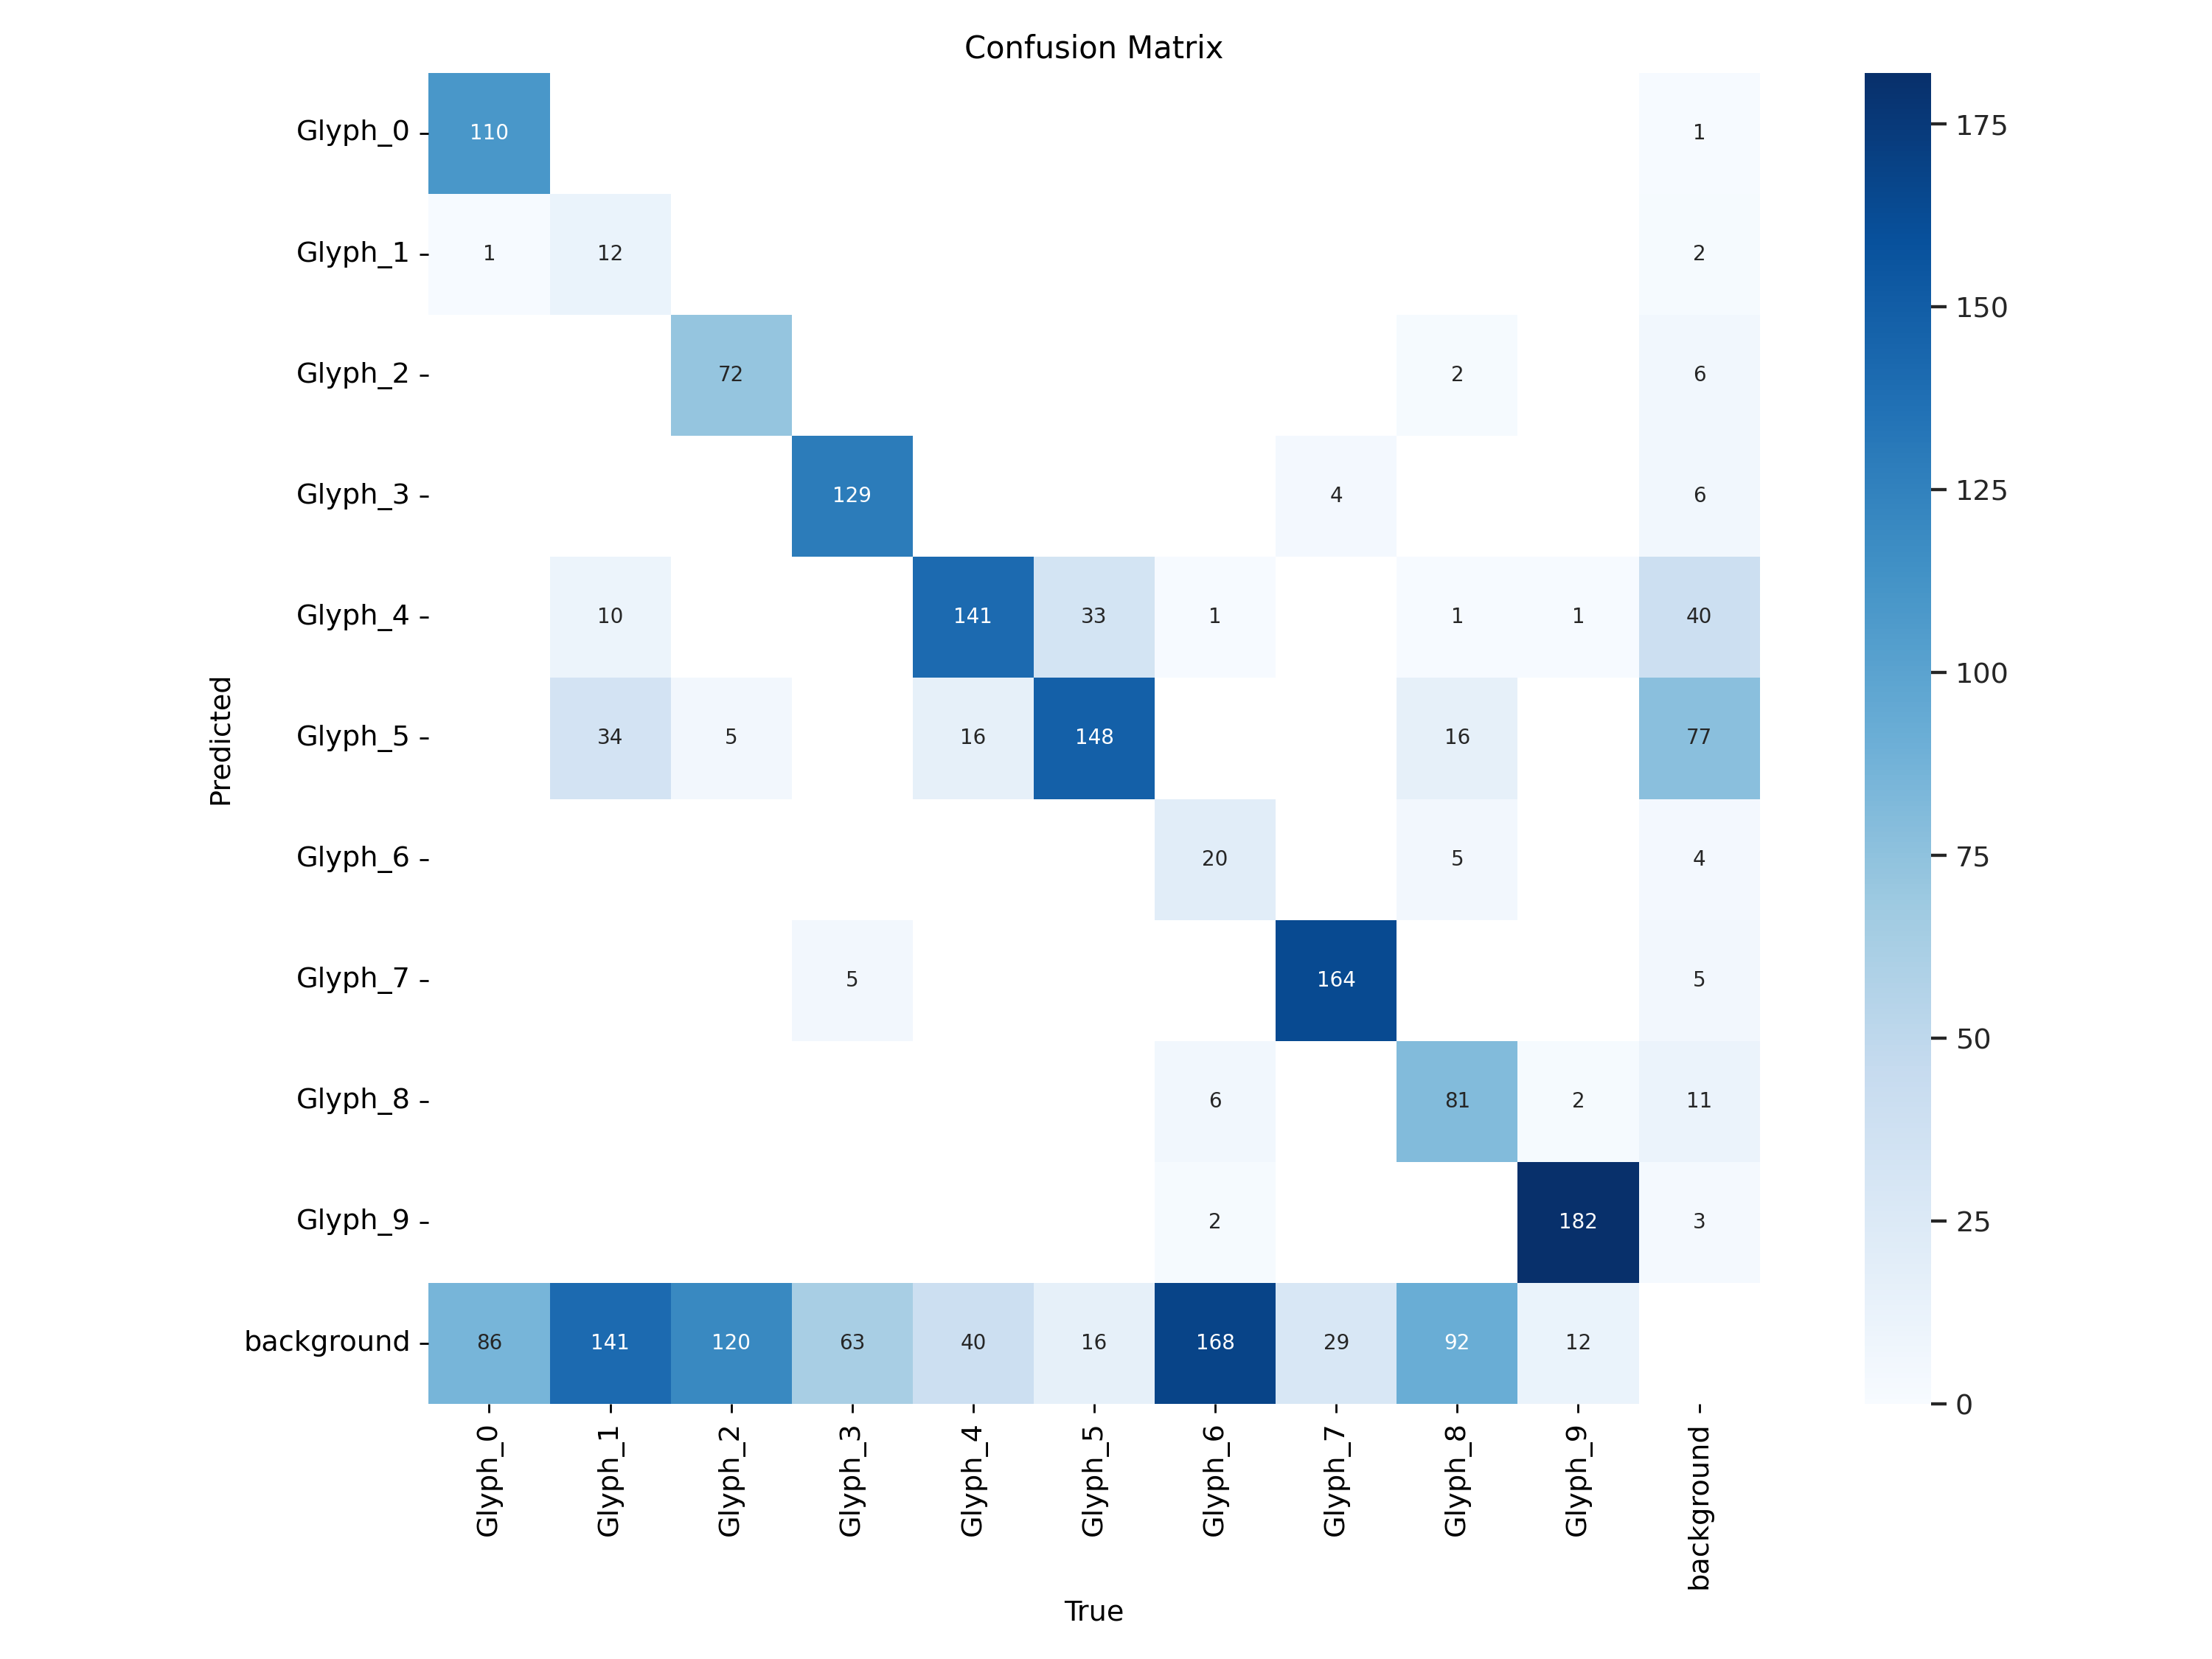 Confusion Matrix
Glyph_0 110 1 175
Glyph_1 1 12 2
150
Glyph_2 72 2 6
Glyph_3 129 4 6 125
Glyph_4 10 141 33 1 1 1 40
100
Predicted
Glyph_5 34 5 16 148 16 77
Glyph_6 20 5 4 75
Glyph_7 5 164 5
50
Glyph_8 6 81 2 11
Glyph_9 2 182 3 25
background 86 141 120 63 40 16 168 29 92 12
0
Glyph_0 Glyph_1 Glyph_2 Glyph_3 Glyph_4 Glyph_5 Glyph_6 Glyph_7 Glyph_8 Glyph_9 background
True